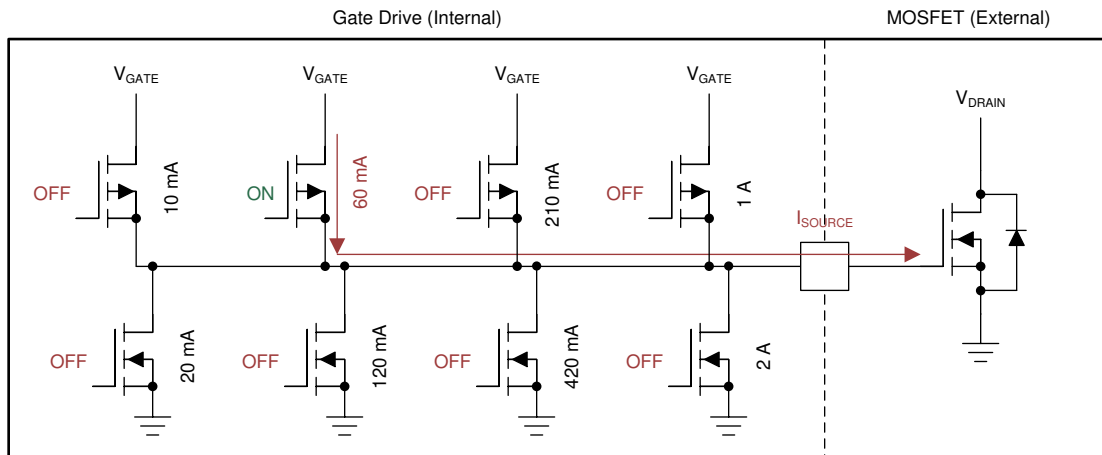 Gate Drive (Internal)
MOSFET (External)
VGATE
VGATE
VGATE
VGATE
VDRAIN
OFF
10 mA
ON
60 mA
OFF
210 mA
OFF
1 A
ISOURCE
OFF
20 mA
OFF
120 mA
OFF
420 mA
OFF
2 A